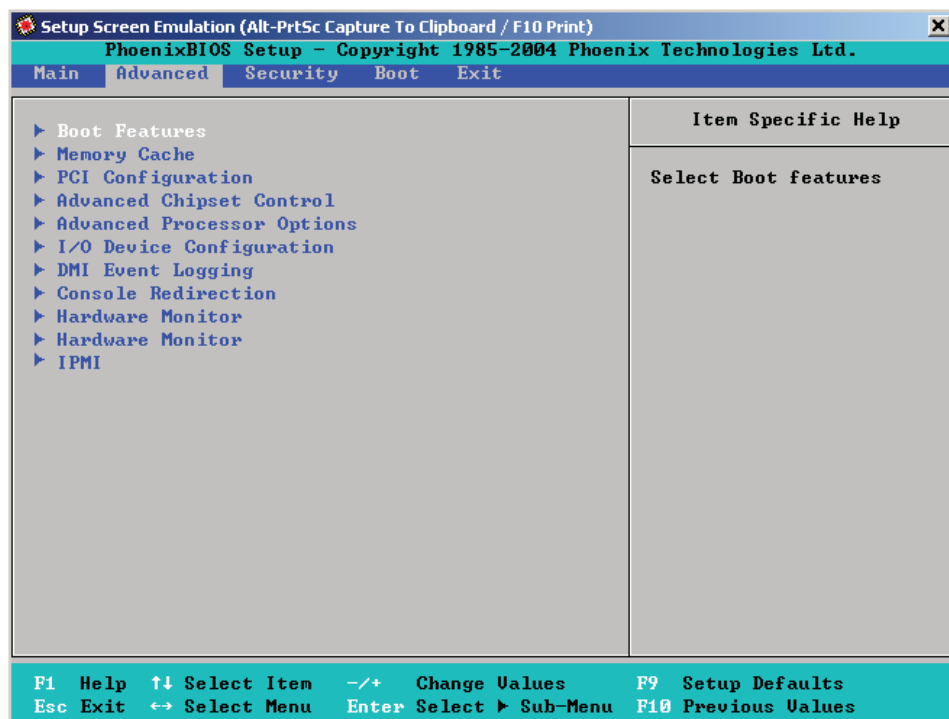 Setup Screen Emulation (Alt-PrtSc Capture To Clipboard / F10 Print)
PhoenixBIOS Setup - Copyright 1985-2004 Phoenix Technologies Ltd.
Main Advanced Security Boot Exit
Item Specific Help
▶ Boot Features
▶ Memory Cache
▶ PCI Configuration
▶ Advanced Chipset Control
▶ Advanced Processor Options
▶ I/O Device Configuration
▶ DMI Event Logging
▶ Console Redirection
▶ Hardware Monitor
▶ Hardware Monitor
▶ IPMI
Select Boot features
F1 Help ↑↓ Select Item -/+ Change Values F9 Setup Defaults
Esc Exit ↔ Select Menu Enter Select ▶ Sub-Menu F10 Previous Values